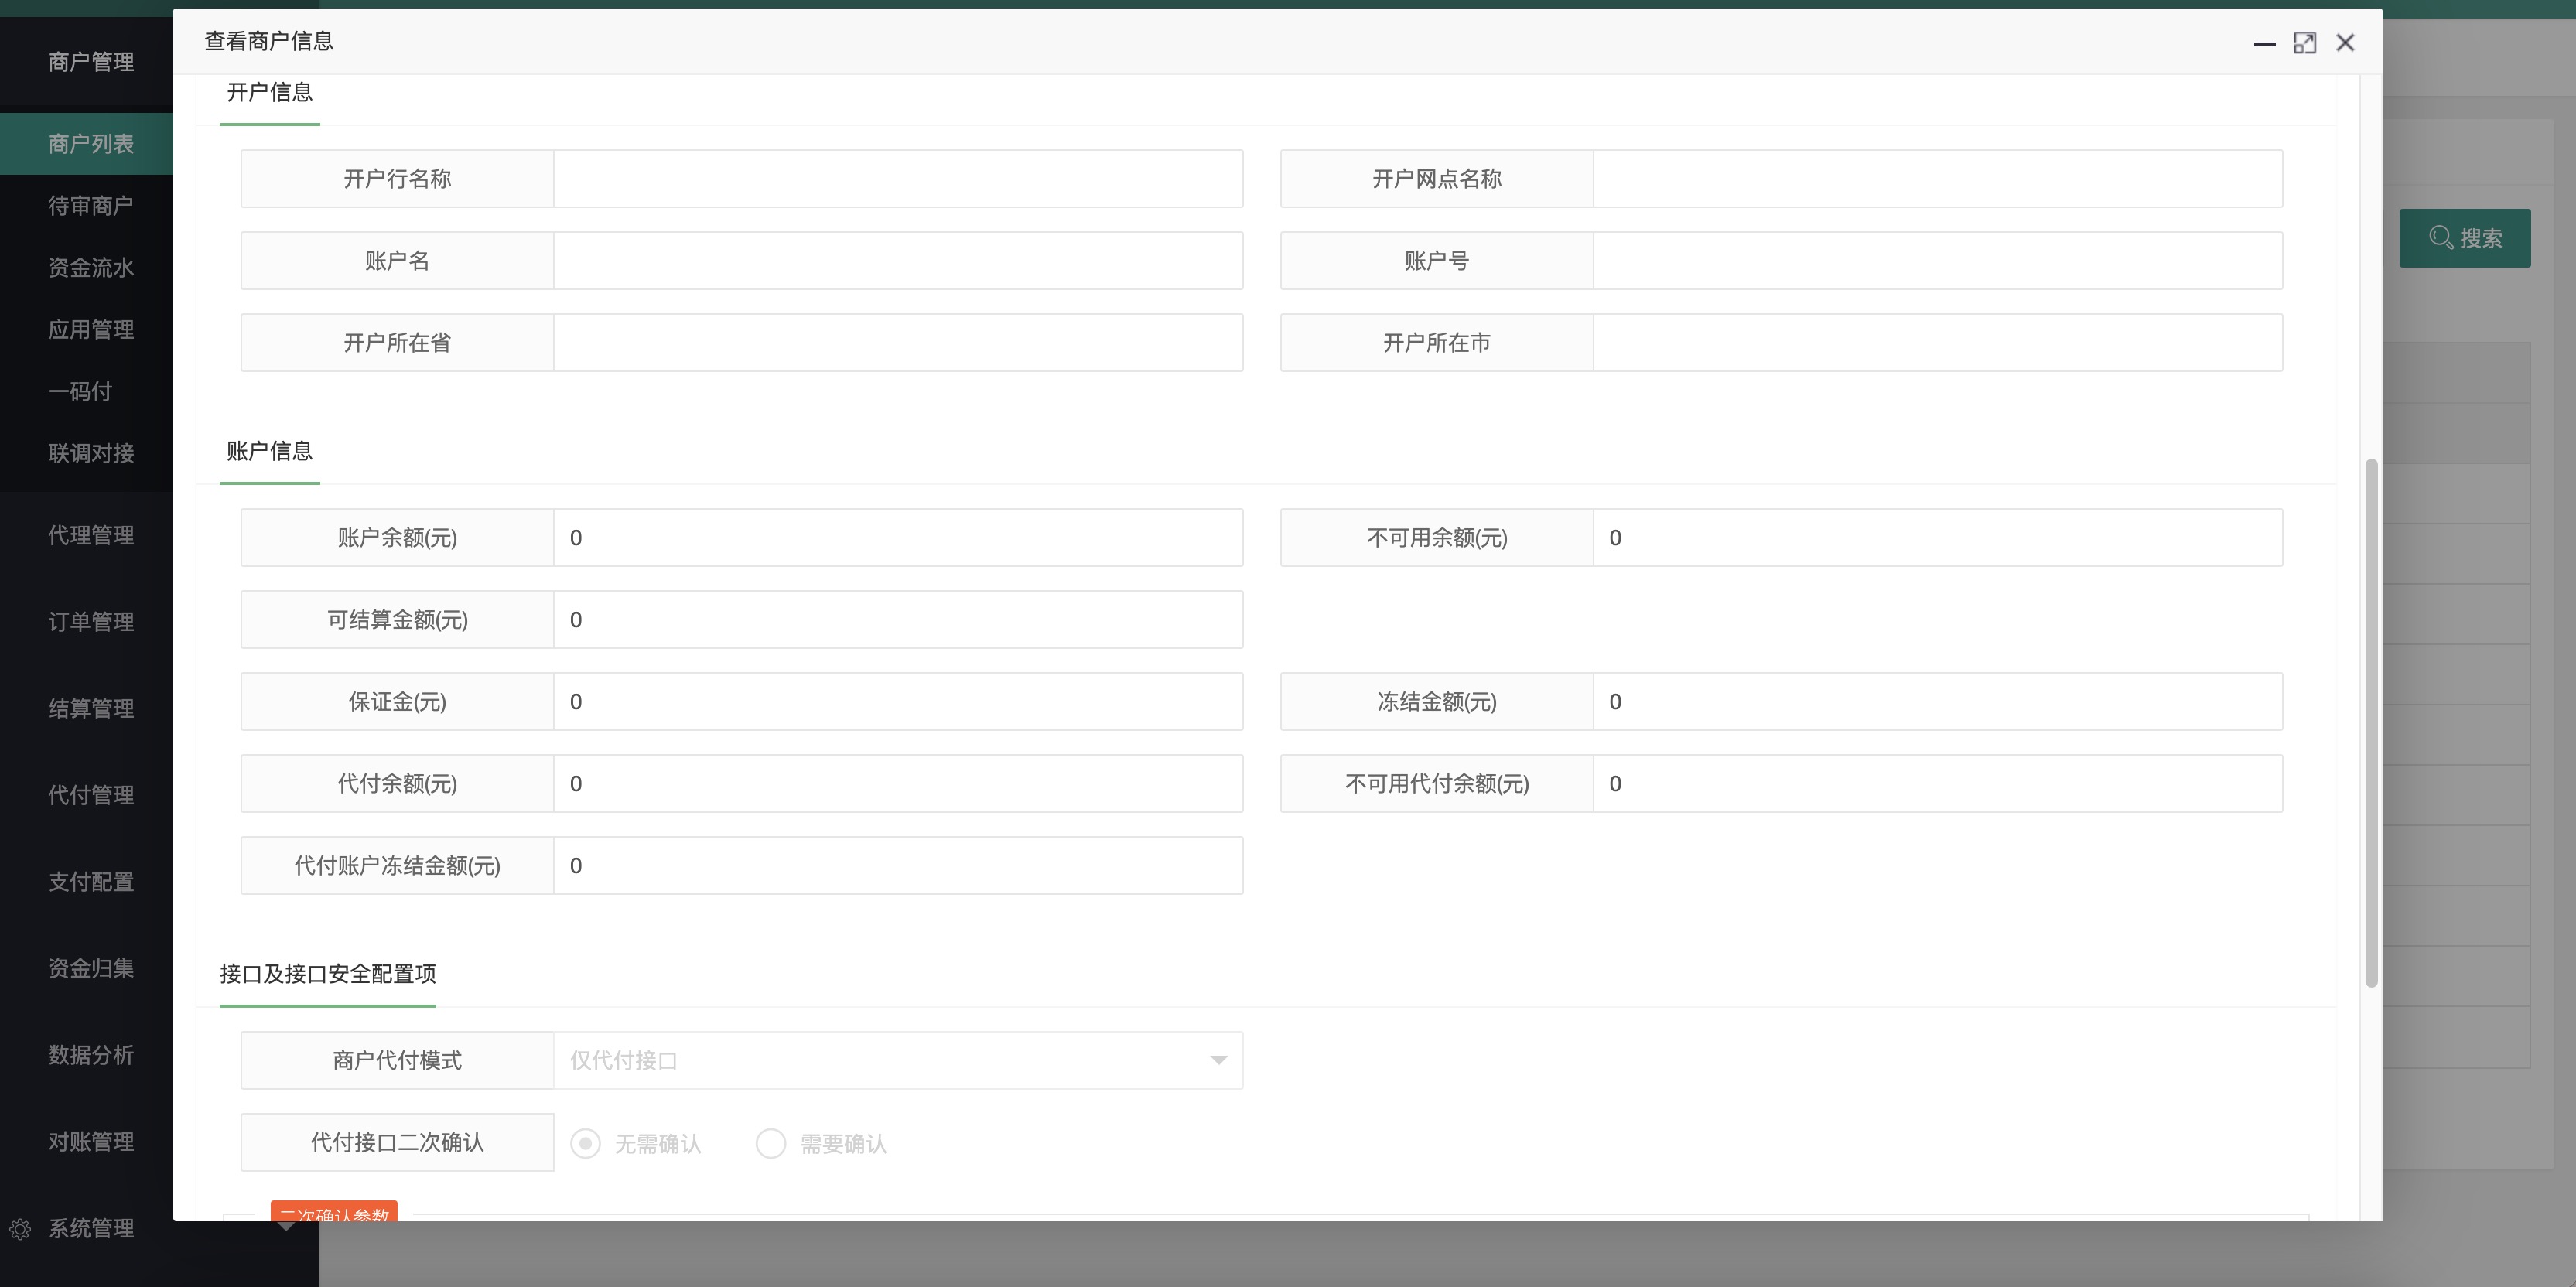 查看商户信息
商户管理
商户列表
待审商户
资金流水
应用管理
一码付
联调对接
代理管理
订单管理
结算管理
代付管理
支付配置
资金归集
数据分析
对账管理
系统管理
开户信息
开户行名称
开户网点名称
账户名
账户号
开户所在省
开户所在市
账户信息
账户余额(元) 0
不可用余额(元) 0
可结算金额(元) 0
保证金(元) 0
冻结金额(元) 0
代付余额(元) 0
不可用代付余额(元) 0
代付账户冻结金额(元) 0
接口及接口安全配置项
商户代付模式 仅代付接口
代付接口二次确认 无需确认 需要确认
二次确认参数
搜索